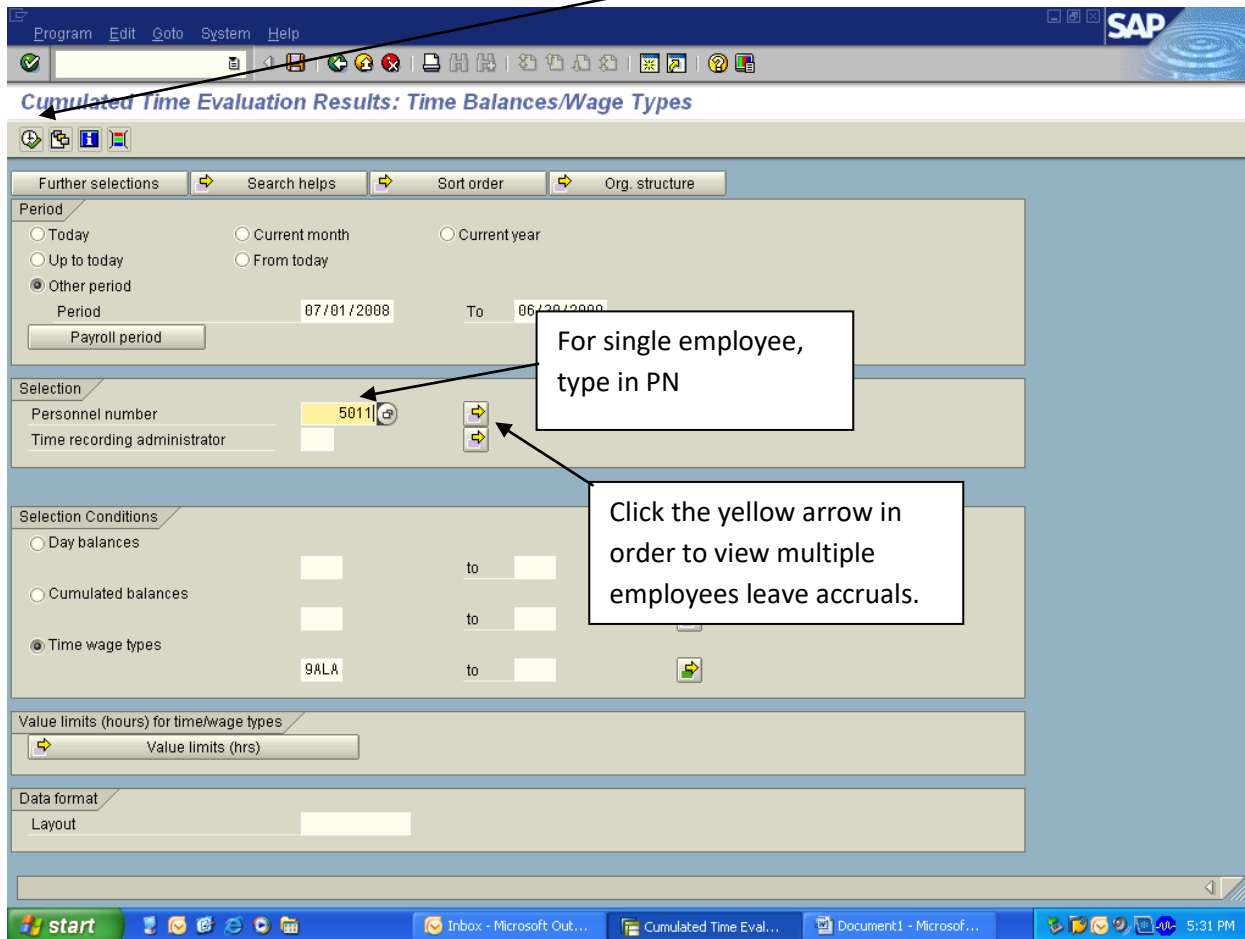 Program Edit Goto System Help
SAP
Cumulated Time Evaluation Results: Time Balances/Wage Types
Further selections Search helps Sort order Org. structure
Period
Today Current month Current year
Up to today From today
Other period
Period 07/01/2008 To
Payroll period
For single employee,
type in PN
Selection
Personnel number 5011
Time recording administrator
Click the yellow arrow in
order to view multiple
employees leave accruals.
Selection Conditions
Day balances
to
Cumulated balances
to
Time wage types
9ALA to
Value limits (hours) for time/wage types
Value limits (hrs)
Data format
Layout
start Inbox - Microsoft Out... Cumulated Time Eval... Document1 - Microsof... 5:31 PM